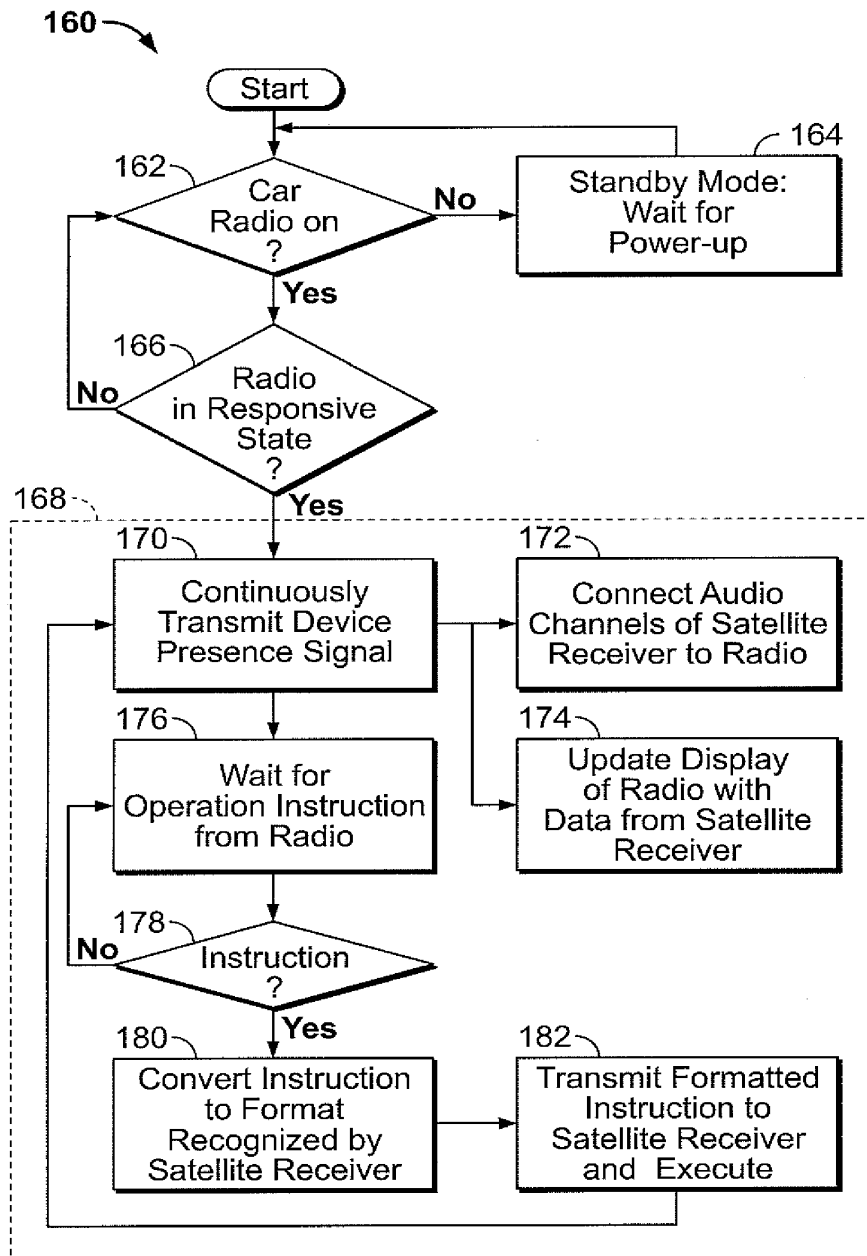 160
Start
162
Car
Radio on
?
No
164
Standby Mode:
Wait for
Power-up
Yes
166
Radio
in Responsive
State
?
No
Yes
168
170
Continuously
Transmit Device
Presence Signal
172
Connect Audio
Channels of Satellite
Receiver to Radio
174
Update Display
of Radio with
Data from Satellite
Receiver
176
Wait for
Operation Instruction
from Radio
178
Instruction
?
No
Yes
180
Convert Instruction
to Format
Recognized by
Satellite Receiver
182
Transmit Formatted
Instruction to
Satellite Receiver
and Execute